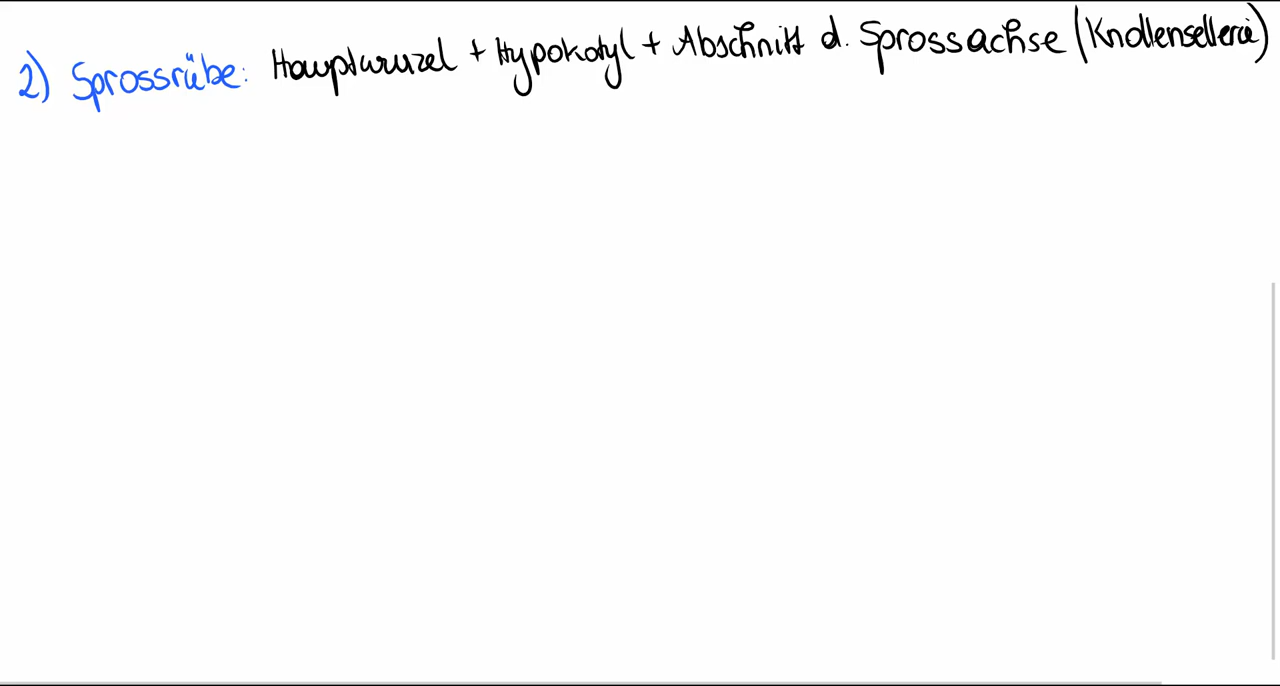 2) Sprossrübe: Hauptwurzel + Hypokotyl + Abschnitt d. Sprossachse (Knollensellerie)